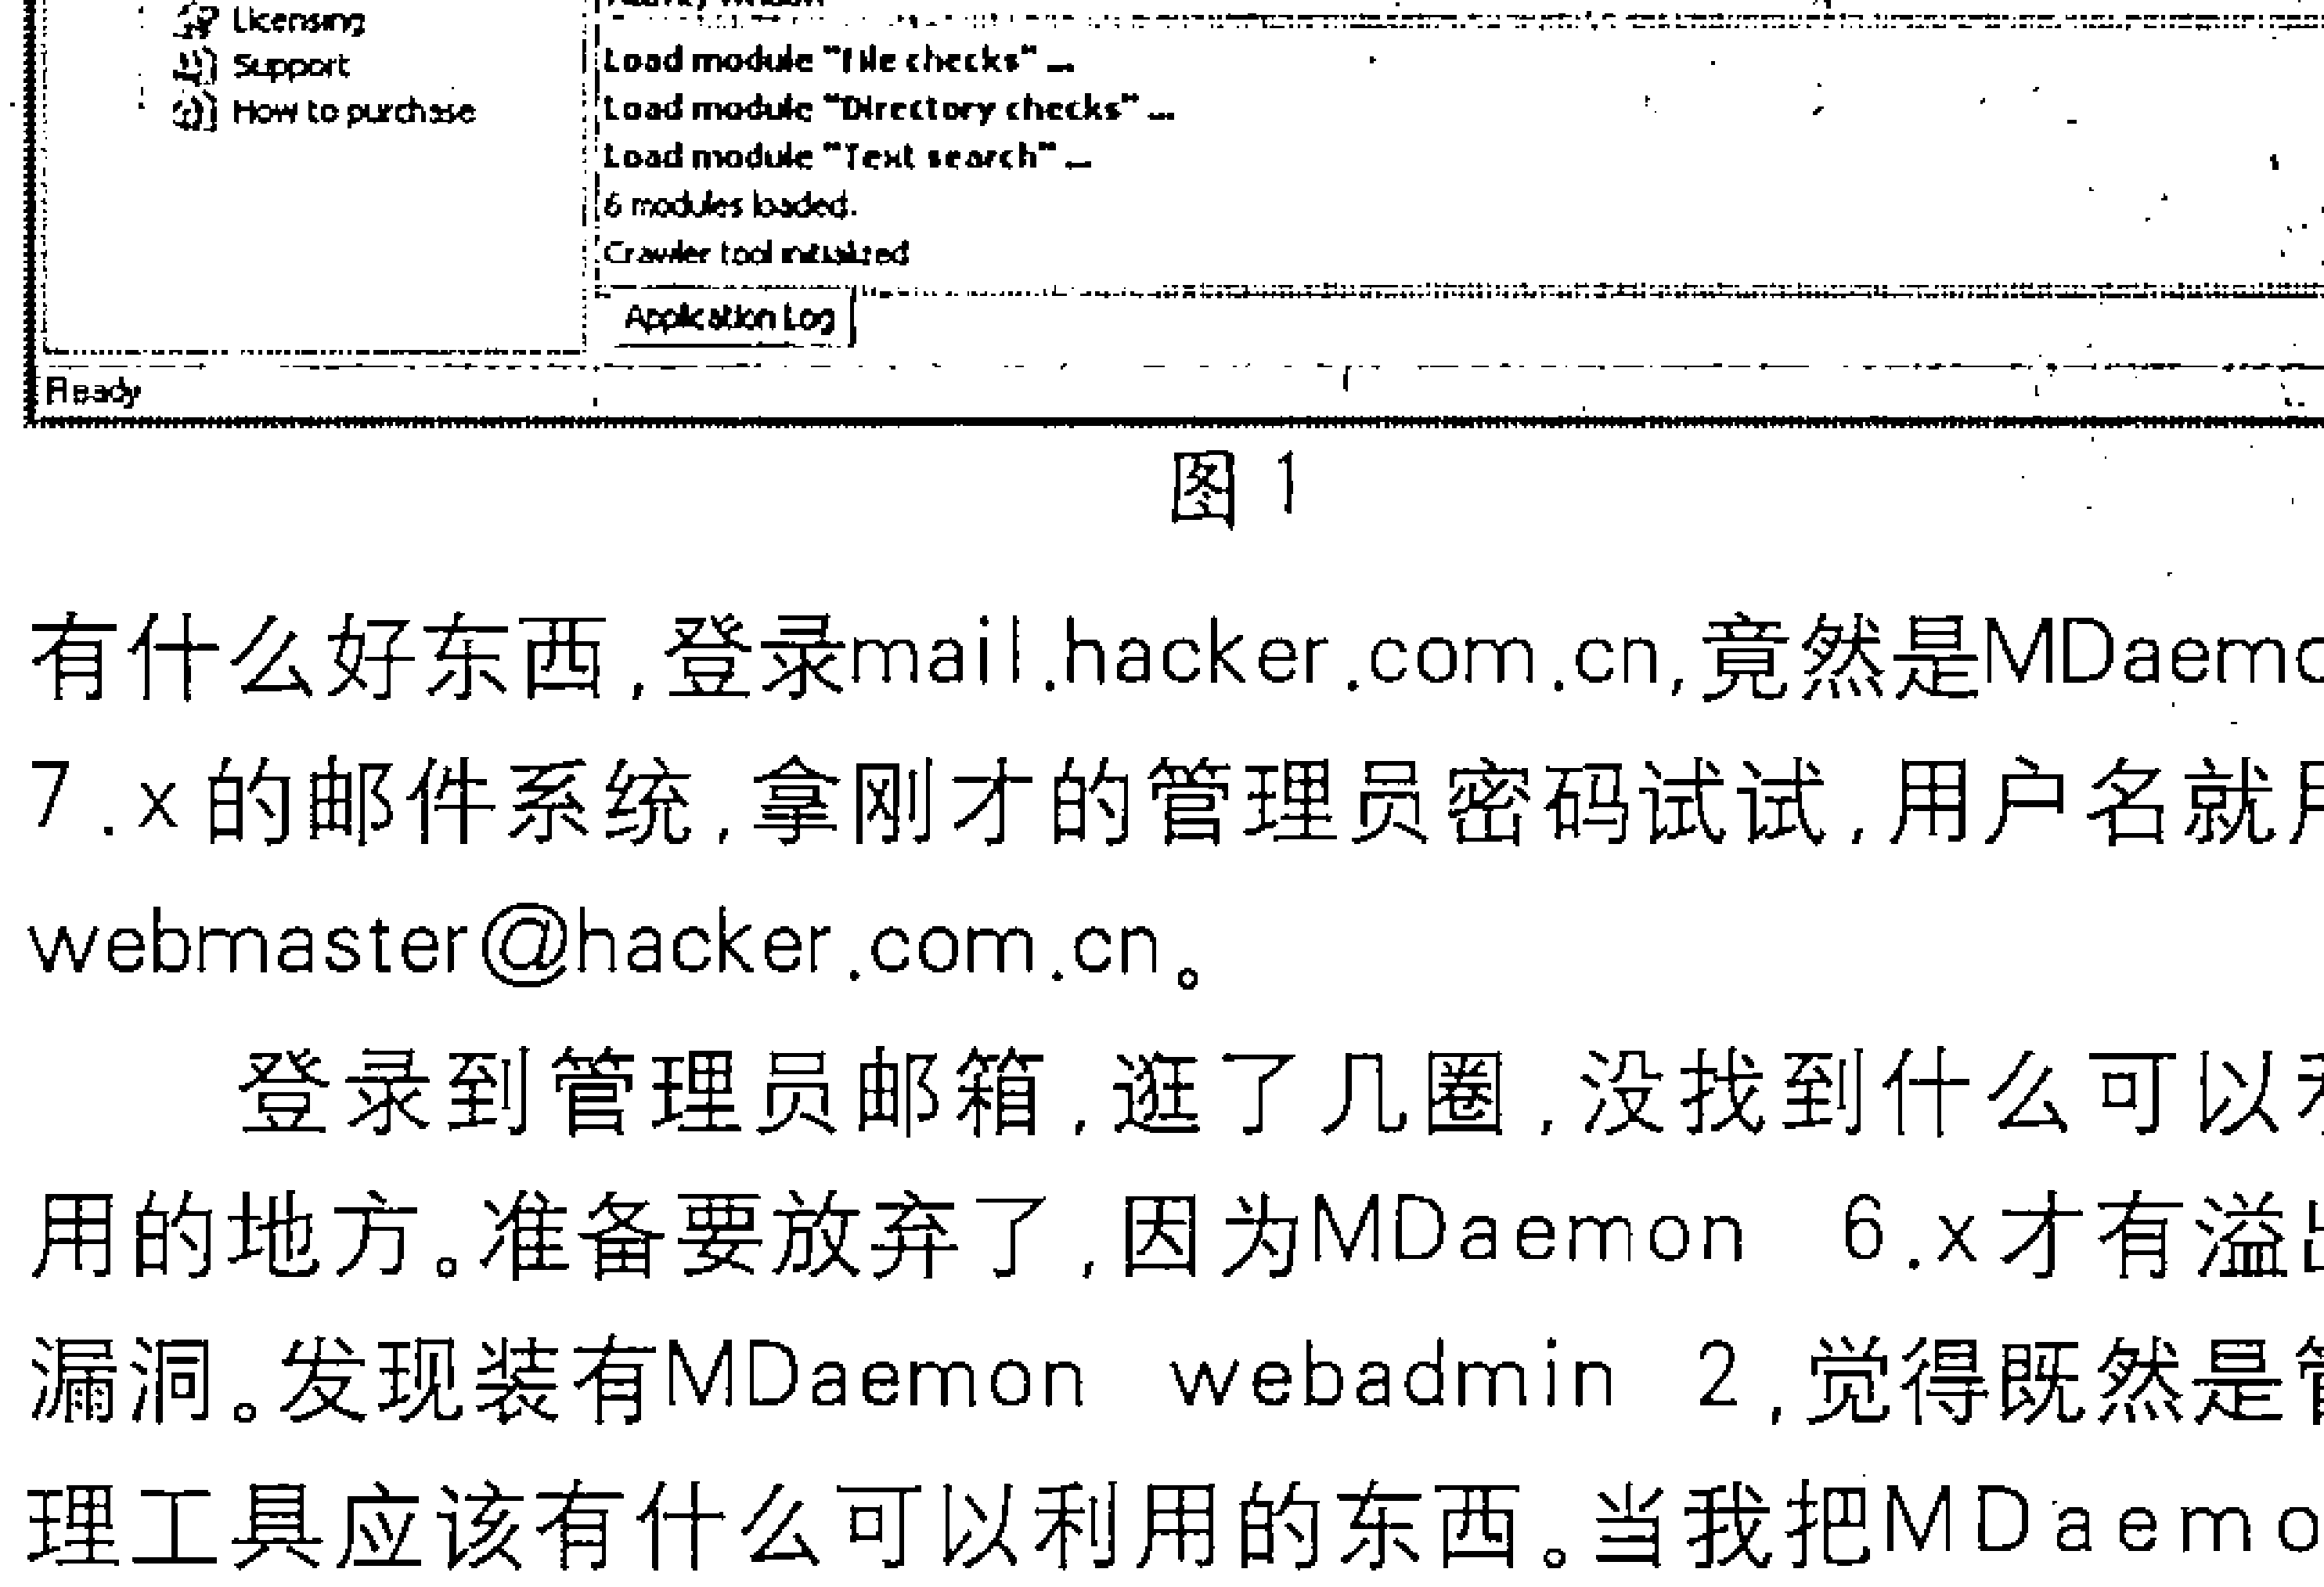 Licensing
Support
How to purchase
Load module "File checks" ...
Load module "Directory checks" ...
Load module "Text search" ...
6 modules loaded.
Crawler tool initialized
Application Log
Ready
图 1
有什么好东西,登录mail.hacker.com.cn,竟然是MDaemo
7.x的邮件系统,拿刚才的管理员密码试试,用户名就用
webmaster@hacker.com.cn。
登录到管理员邮箱,逛了几圈,没找到什么可以利
用的地方。准备要放弃了,因为MDaemon 6.x才有溢出
漏洞。发现装有MDaemon webadmin 2,觉得既然是管
理工具应该有什么可以利用的东西。当我把MDaemo